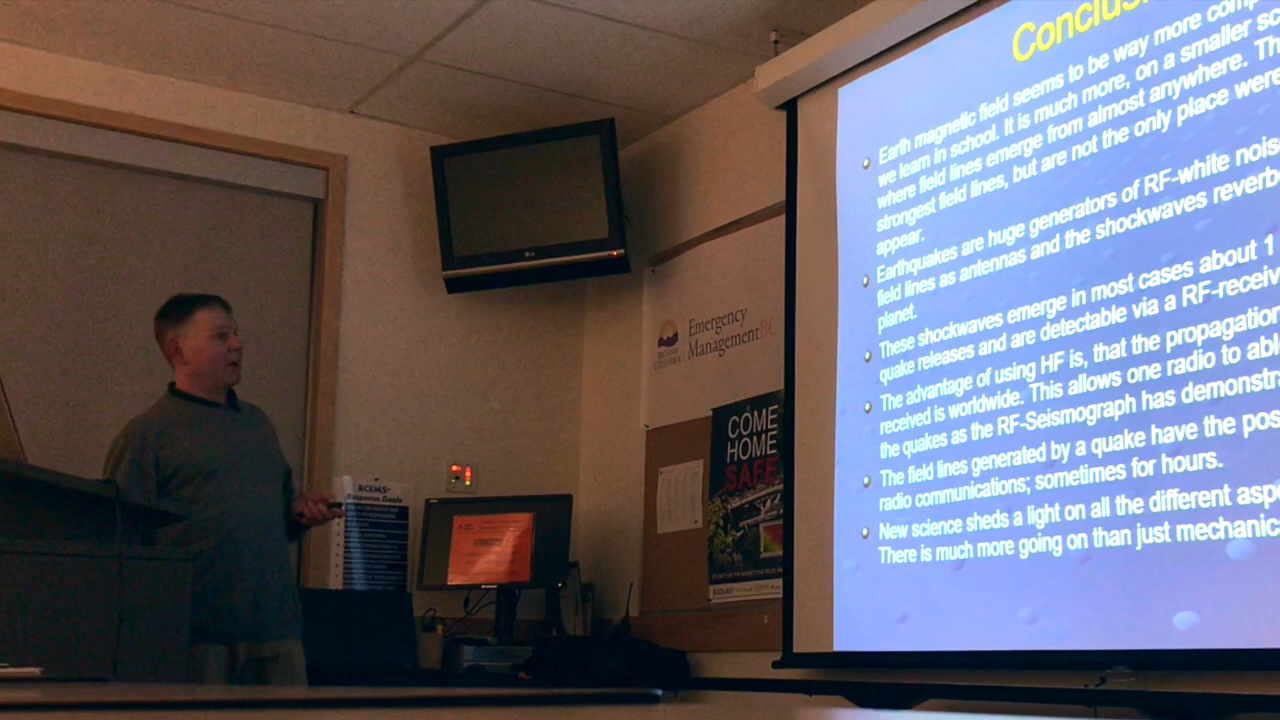 Conclus
Earth magnetic field seems to be way more comp
we learn in school. It is much more, on a smaller sc
where field lines emerge from almost anywhere. Th
strongest field lines, but are not the only place were
appear.
Earthquakes are huge generators of RF-white nois
field lines as antennas and the shockwaves reverb
planet.
These shockwaves emerge in most cases about 1
quake releases and are detectable via a RF-receiv
The advantage of using HF is, that the propagation
received is worldwide. This allows one radio to abl
the quakes as the RF-Seismograph has demonstr
The field lines generated by a quake have the pos
radio communications; sometimes for hours.
New science sheds a light on all the different asp
There is much more going on than just mechanic
LG
BRITISH
COLUMBIA
Emergency
ManagementBC
COME
HOME
SAFE
BCEMS
Response Goals